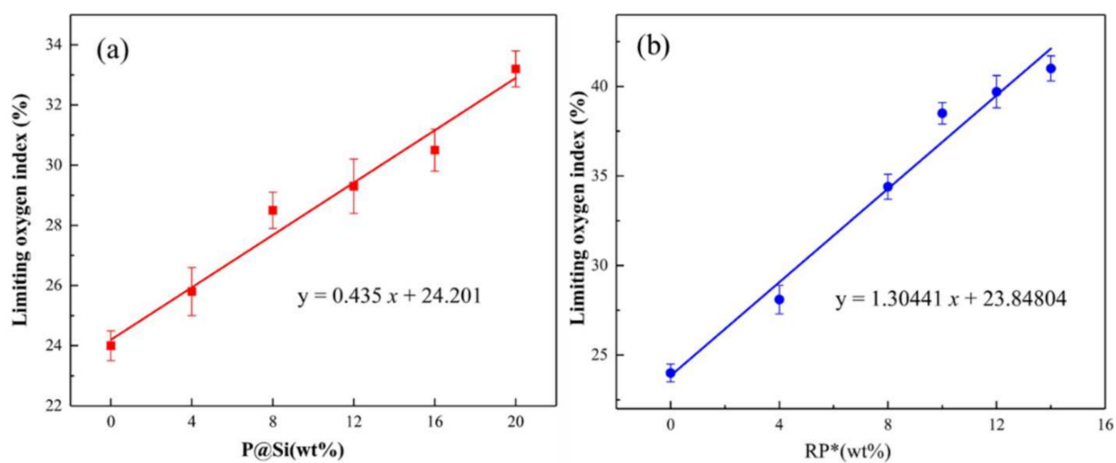 (a)
Limiting oxygen index (%)
34
32
30
28
26
24
22
y = 0.435 x + 24.201
0 4 8 12 16 20
P@Si(wt%)
(b)
Limiting oxygen index (%)
40
35
30
25
y = 1.30441 x + 23.84804
0 4 8 12 16
RP*(wt%)